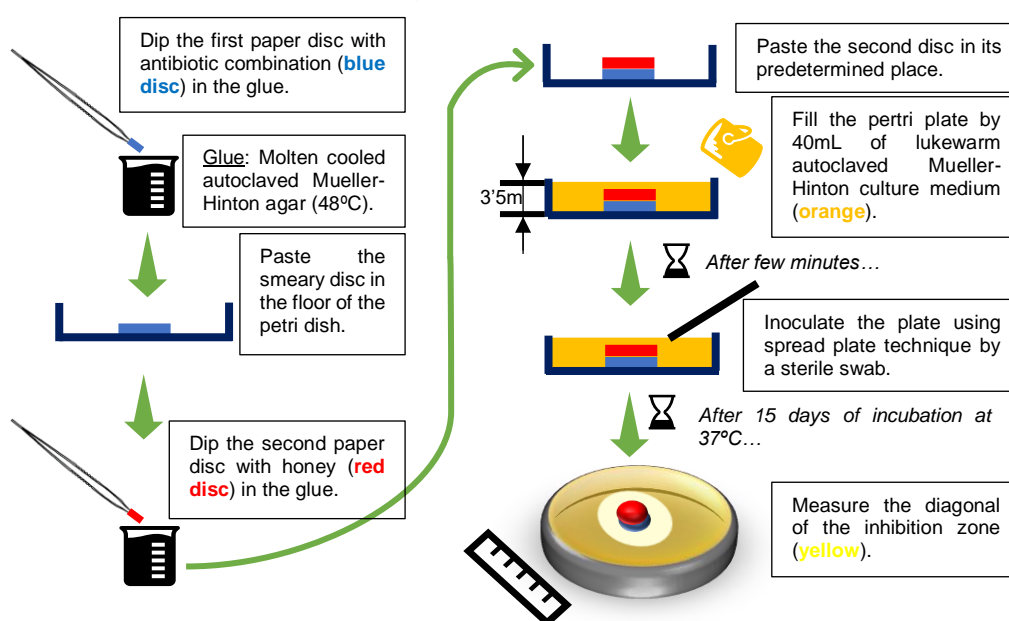 Dip the first paper disc with
antibiotic combination (blue
disc) in the glue.
Glue: Molten cooled
autoclaved Mueller-
Hinton agar (48ºC).
Paste the
smeary disc in
the floor of the
petri dish.
Dip the second paper
disc with honey (red
disc) in the glue.
Paste the second disc in its
predetermined place.
Fill the pertri plate by
40mL of lukewarm
autoclaved Mueller-
Hinton culture medium
(orange).
3’5m
After few minutes…
Inoculate the plate using
spread plate technique by
a sterile swab.
After 15 days of incubation at
37ºC…
Measure the diagonal
of the inhibition zone
(yellow).